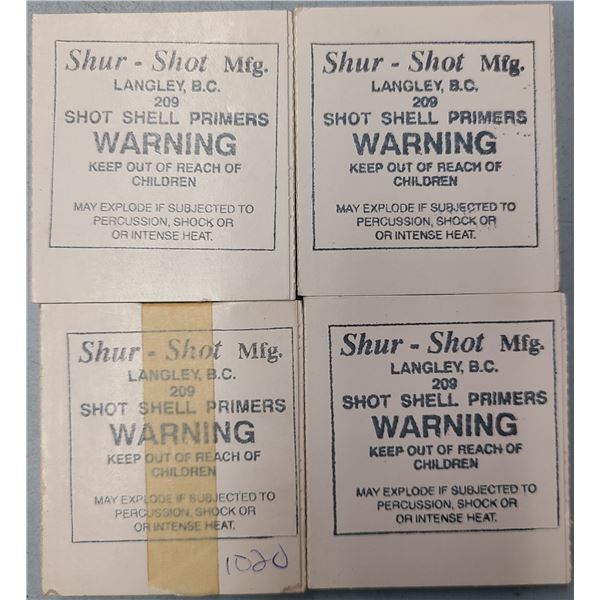 Shur - Shot Mfg.
LANGLEY, B.C.
209
SHOT SHELL PRIMERS
WARNING
KEEP OUT OF REACH OF
CHILDREN
MAY EXPLODE IF SUBJECTED TO
PERCUSSION, SHOCK OR
OR INTENSE HEAT.
Shur - Shot Mfg.
LANGLEY, B.C.
209
SHOT SHELL PRIMERS
WARNING
KEEP OUT OF REACH OF
CHILDREN
MAY EXPLODE IF SUBJECTED TO
PERCUSSION, SHOCK OR
OR INTENSE HEAT.
Shur - Shot Mfg.
LANGLEY, B.C.
209
SHOT SHELL PRIMERS
WARNING
KEEP OUT OF REACH OF
CHILDREN
MAY EXPLODE IF SUBJECTED TO
PERCUSSION, SHOCK OR
OR INTENSE HEAT.
1020
Shur - Shot Mfg.
LANGLEY, B.C.
209
SHOT SHELL PRIMERS
WARNING
KEEP OUT OF REACH OF
CHILDREN
MAY EXPLODE IF SUBJECTED TO
PERCUSSION, SHOCK OR
OR INTENSE HEAT.